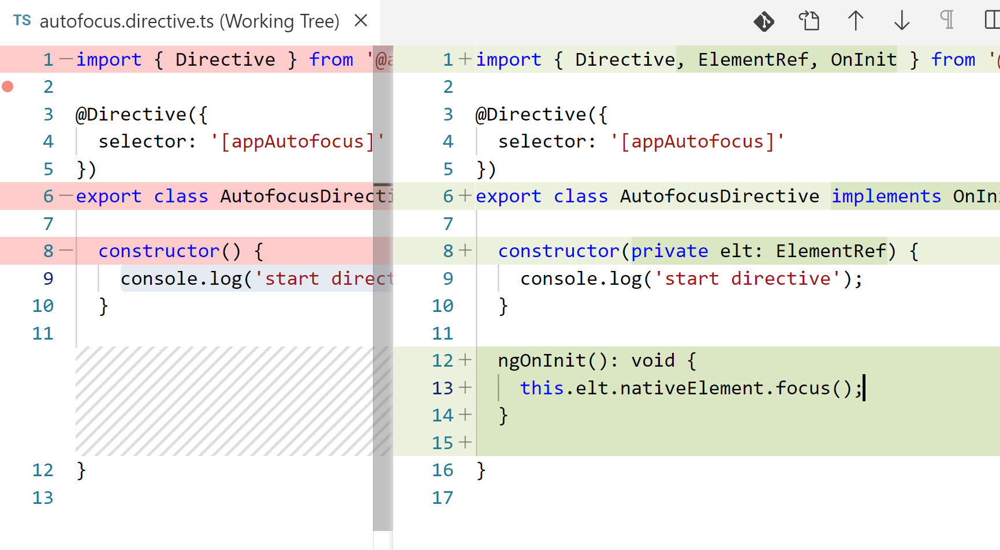 TS autofocus.directive.ts (Working Tree)
1 import { Directive } from '@a
2
3 @Directive({
4 selector: '[appAutofocus]'
5 })
6 export class AutofocusDirecti
7
8 constructor() {
9 console.log('start direct
10 }
11
12 }
13
1 + import { Directive, ElementRef, OnInit } from '@
2
3 @Directive({
4 selector: '[appAutofocus]'
5 })
6 + export class AutofocusDirective implements OnIni
7
8 + constructor(private elt: ElementRef) {
9 console.log('start directive');
10 }
11
12 + ngOnInit(): void {
13 + this.elt.nativeElement.focus();
14 + }
15 +
16 }
17